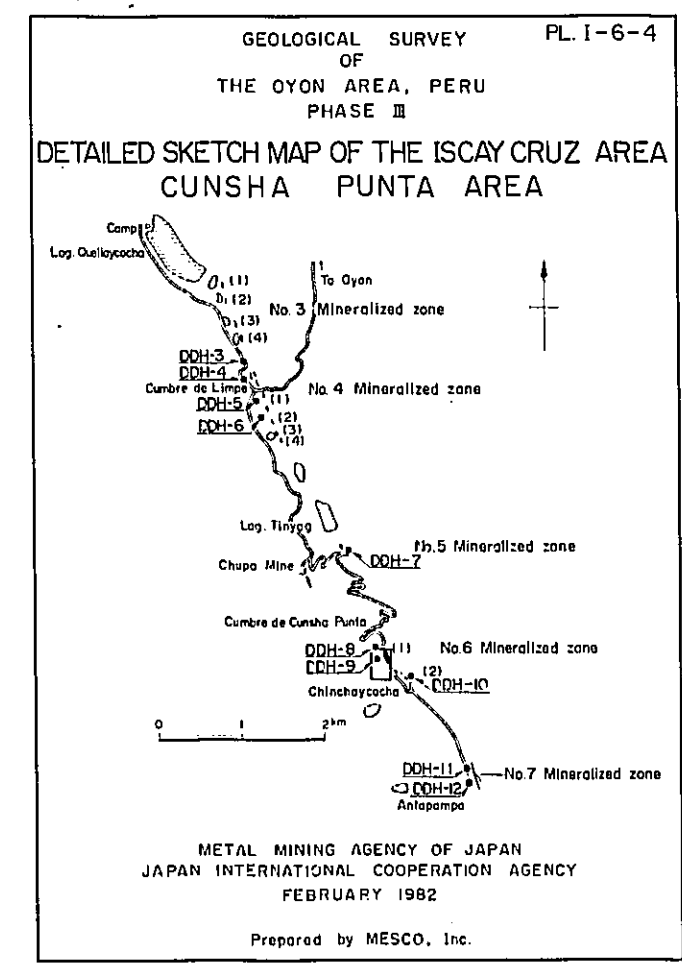 PL. I-6-4
GEOLOGICAL SURVEY
OF
THE OYON AREA, PERU
PHASE III
DETAILED SKETCH MAP OF THE ISCAY CRUZ AREA
CUNSHA PUNTA AREA
Camp
Lag. Quellaycocha
(1)
To Oyon
(2)
No. 3 Mineralized zone
(3)
(4)
DDH-3
DDH-4
Cumbre de Limpe
No. 4 Mineralized zone
DDH-5
(1)
(2)
DDH-6
(3)
(4)
Lag. Tinyag
No.5 Mineralized zone
Chupa Mine
DDH-7
Cumbre de Cunsha Punta
DDH-8
(1)
No.6 Mineralized zone
DDH-9
(2)
DDH-10
Chinchaycocha
0 1 2km
DDH-11
No.7 Mineralized zone
DDH-12
Antapampa
METAL MINING AGENCY OF JAPAN
JAPAN INTERNATIONAL COOPERATION AGENCY
FEBRUARY 1982
Prepared by MESCO, Inc.